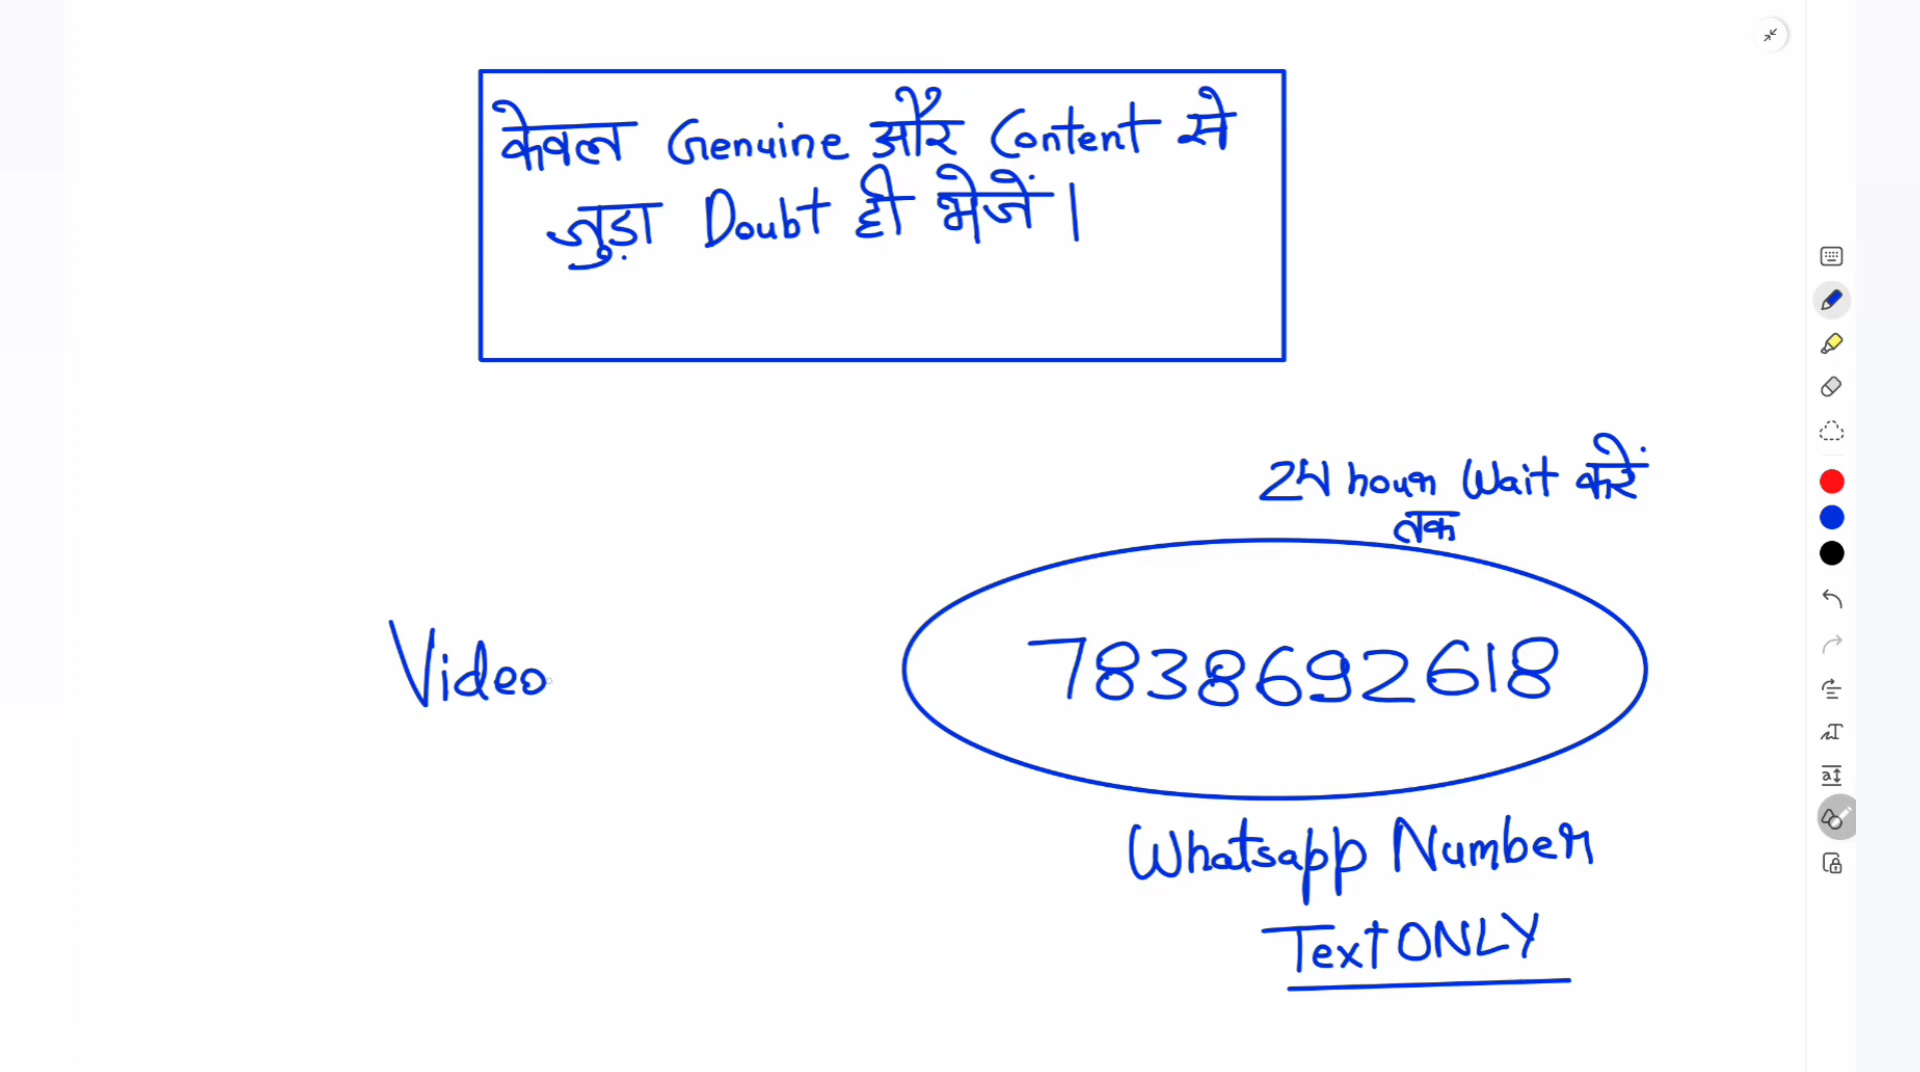 केवल Genuine और Content से
जुड़ा Doubt ही भेजें।
24 hour Wait करें
तक
Video
7838692618
Whatsapp Number
Text ONLY